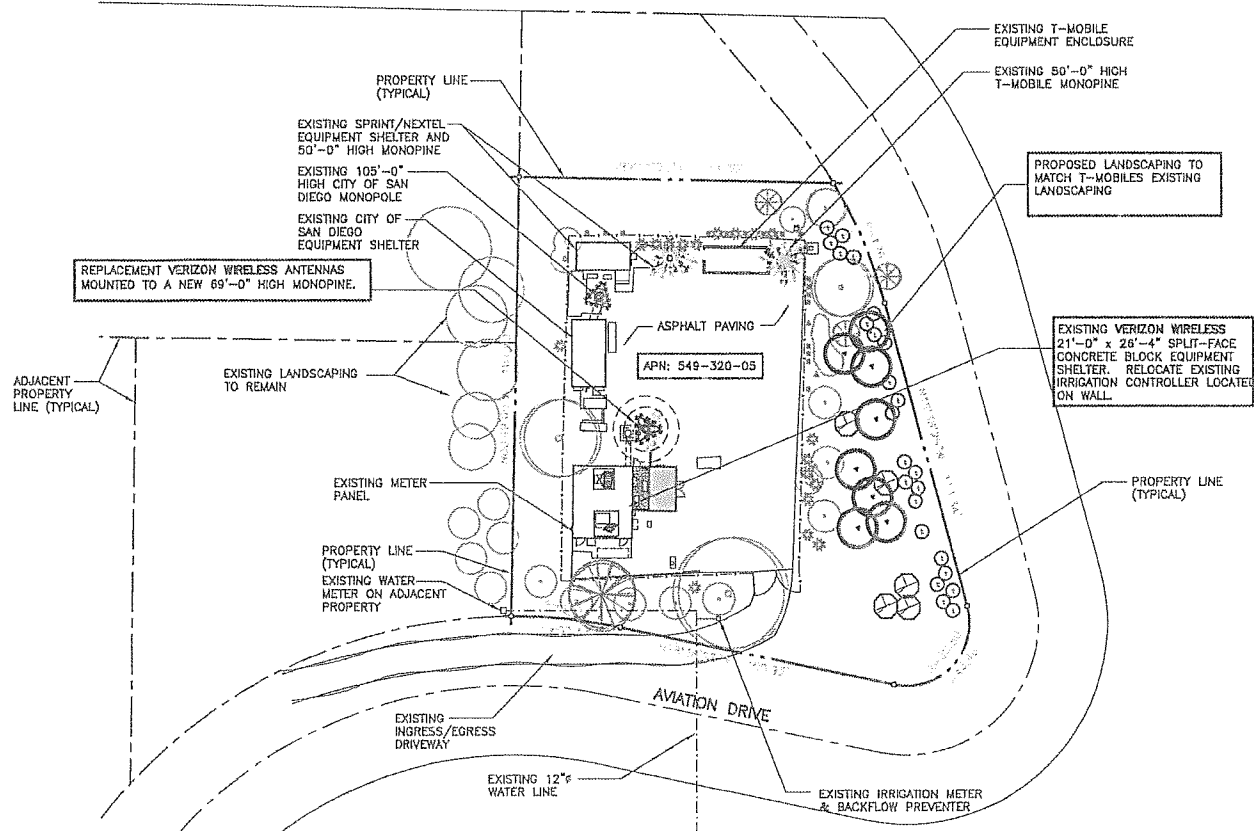 EXISTING T-MOBILE
EQUIPMENT ENCLOSURE
EXISTING 50'-0" HIGH
T-MOBILE MONOPINE
PROPERTY LINE
(TYPICAL)
EXISTING SPRINT/NEXTEL
EQUIPMENT SHELTER AND
50'-0" HIGH MONOPINE
EXISTING 105'-0"
HIGH CITY OF SAN
DIEGO MONOPOLE
EXISTING CITY OF
SAN DIEGO
EQUIPMENT SHELTER
PROPOSED LANDSCAPING TO
MATCH T-MOBILES EXISTING
LANDSCAPING
REPLACEMENT VERIZON WIRELESS ANTENNAS
MOUNTED TO A NEW 69'-0" HIGH MONOPINE.
ASPHALT PAVING
APN: 549-320-05
EXISTING VERIZON WIRELESS
21'-0" x 26'-4" SPLIT-FACE
CONCRETE BLOCK EQUIPMENT
SHELTER. RELOCATE EXISTING
IRRIGATION CONTROLLER LOCATED
ON WALL.
ADJACENT
PROPERTY
LINE (TYPICAL)
EXISTING LANDSCAPING
TO REMAIN
EXISTING METER
PANEL
PROPERTY LINE
(TYPICAL)
PROPERTY LINE
(TYPICAL)
EXISTING WATER
METER ON ADJACENT
PROPERTY
AVIATION DRIVE
EXISTING
INGRESS/EGRESS
DRIVEWAY
EXISTING 12"ø
WATER LINE
EXISTING IRRIGATION METER
& BACKFLOW PREVENTER